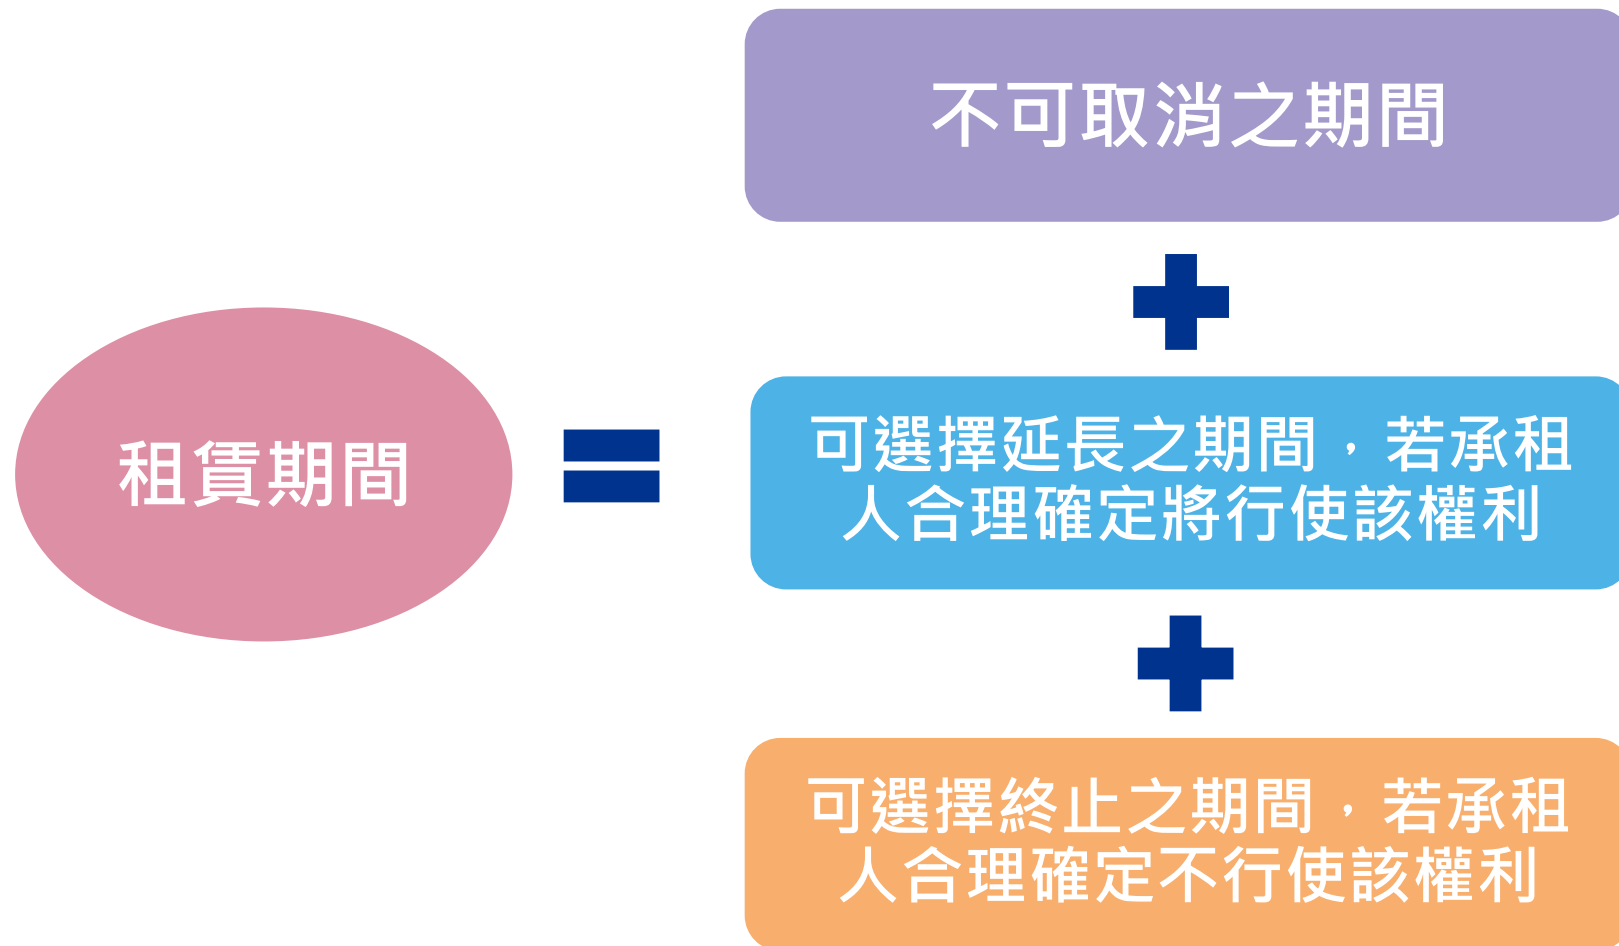 不可取消之期間
租賃期間
可選擇延長之期間，若承租
人合理確定將行使該權利
可選擇終止之期間，若承租
人合理確定不行使該權利